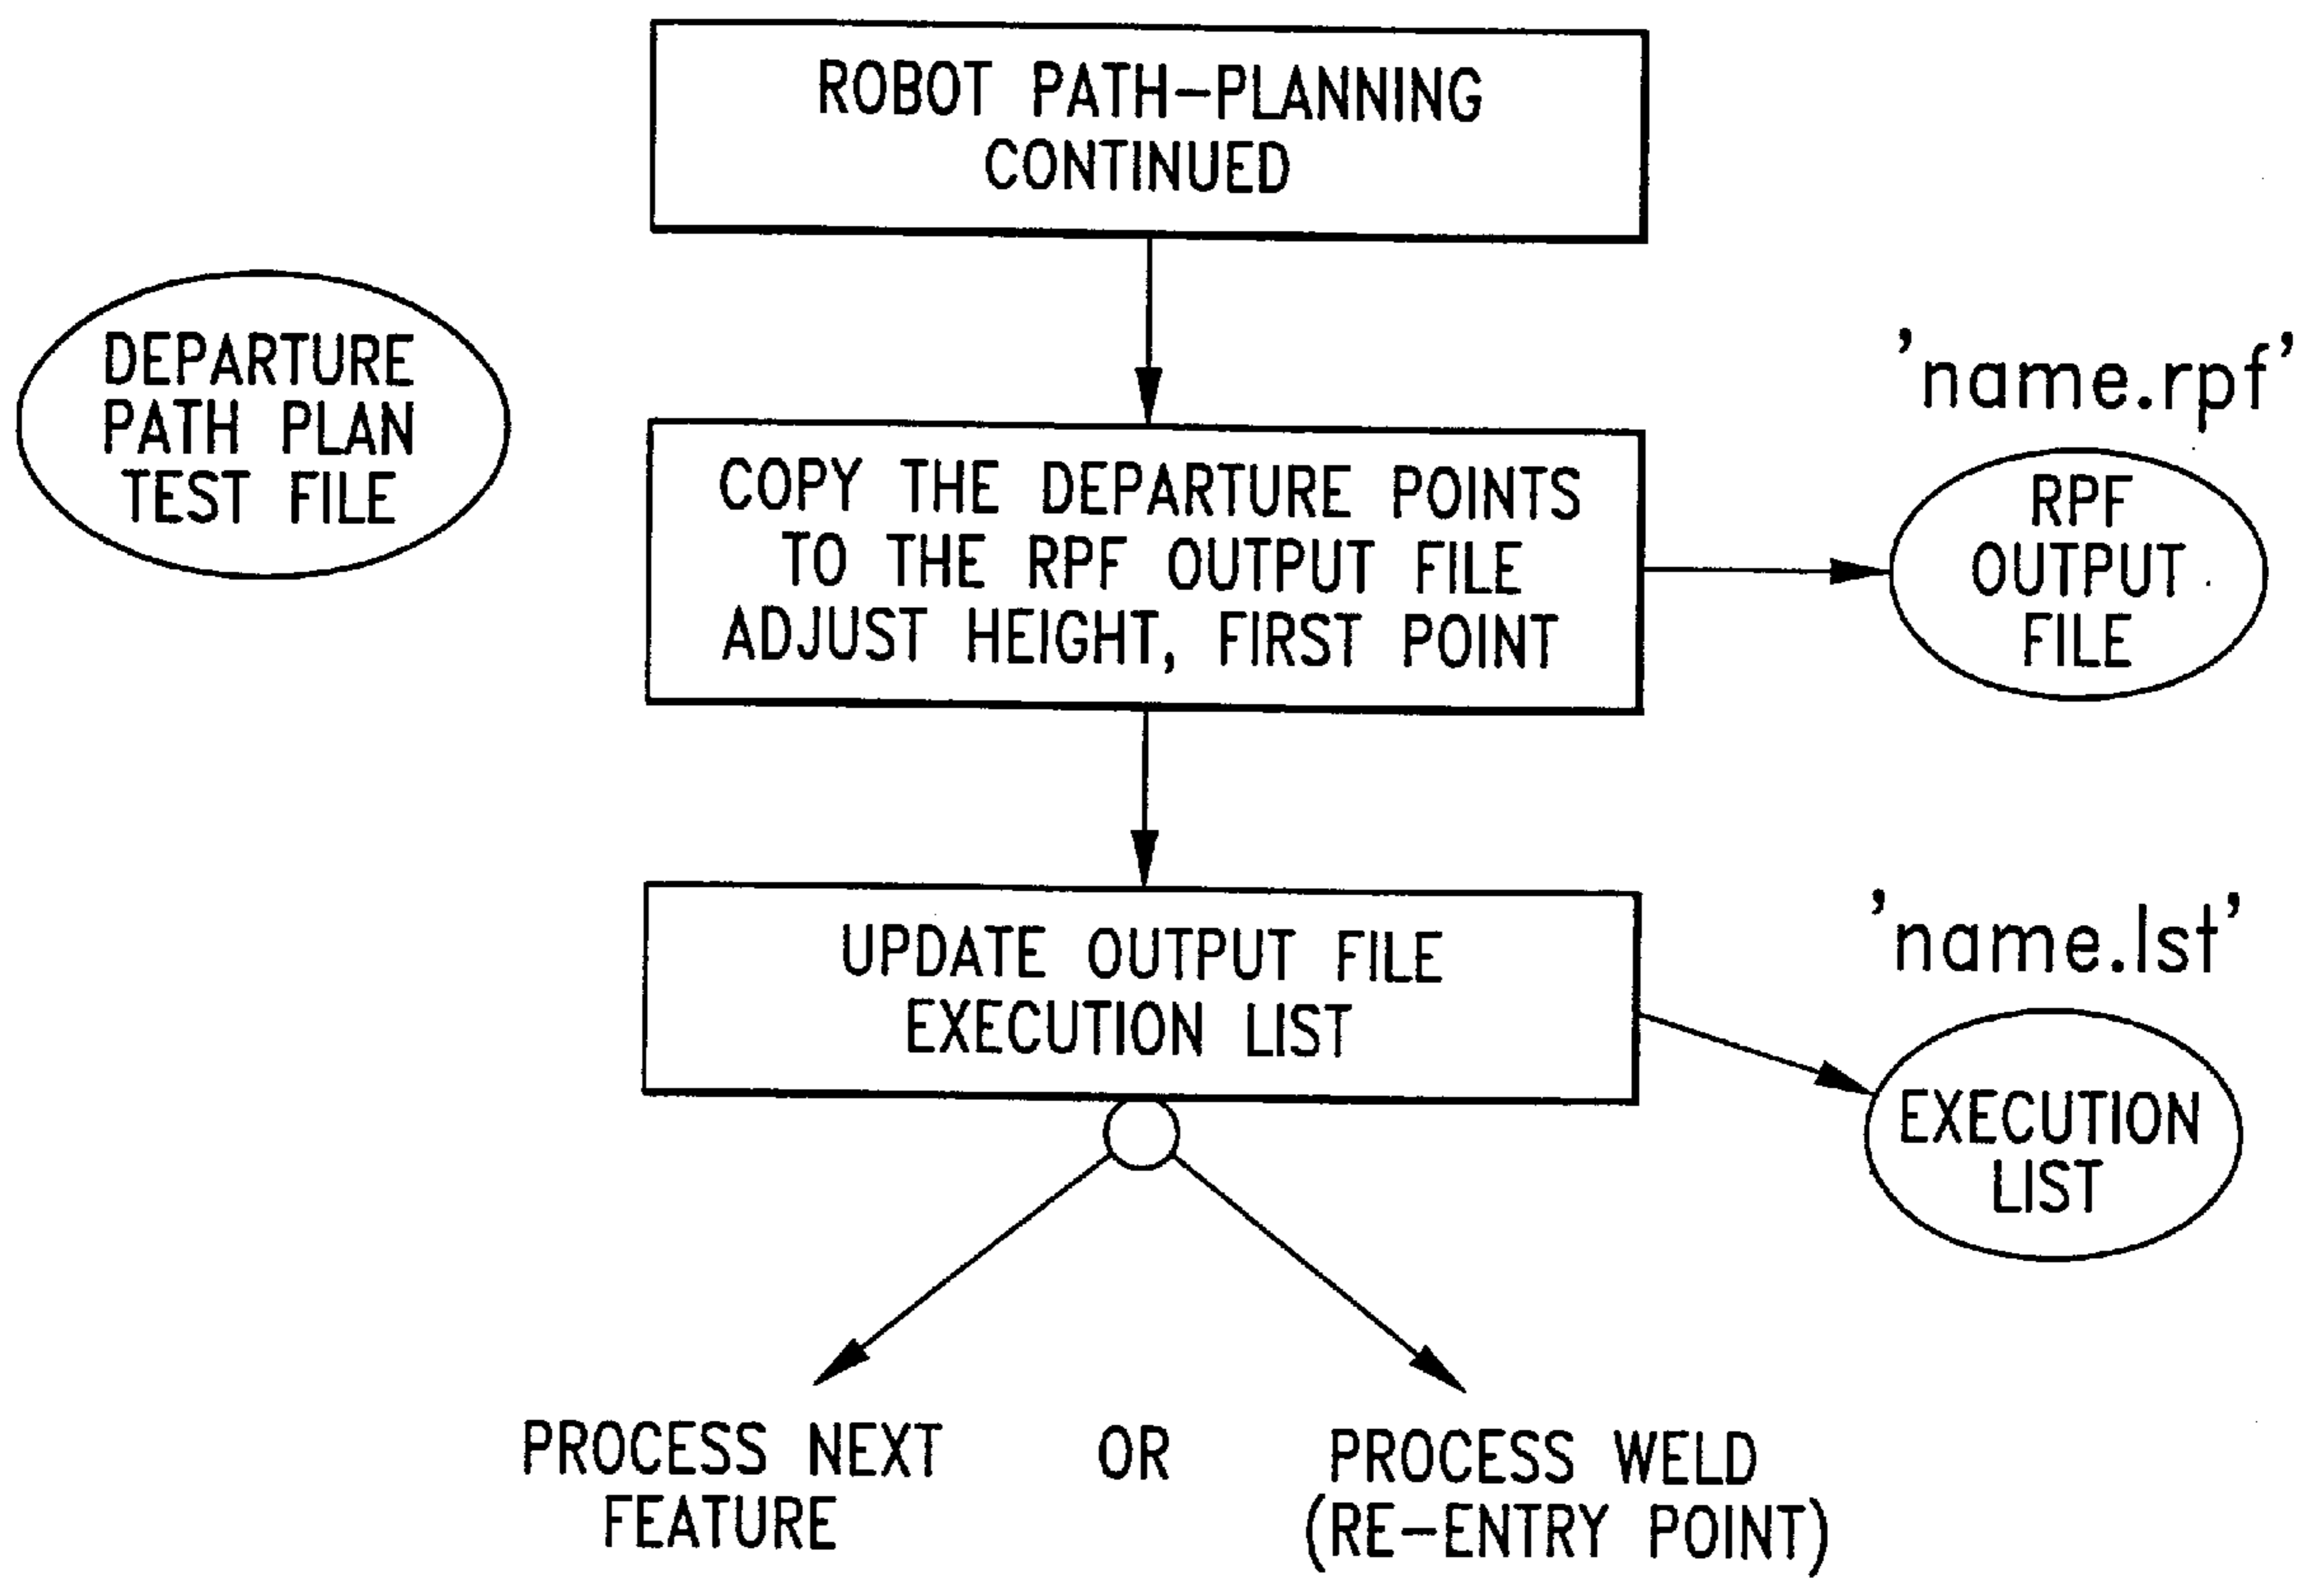 ROBOT PATH-PLANNING
CONTINUED
DEPARTURE
PATH PLAN
TEST FILE
COPY THE DEPARTURE POINTS
TO THE RPF OUTPUT FILE
ADJUST HEIGHT, FIRST POINT
'name.rpf'
RPF
OUTPUT
FILE
UPDATE OUTPUT FILE
EXECUTION LIST
'name.lst'
EXECUTION
LIST
PROCESS NEXT
FEATURE
OR
PROCESS WELD
(RE-ENTRY POINT)